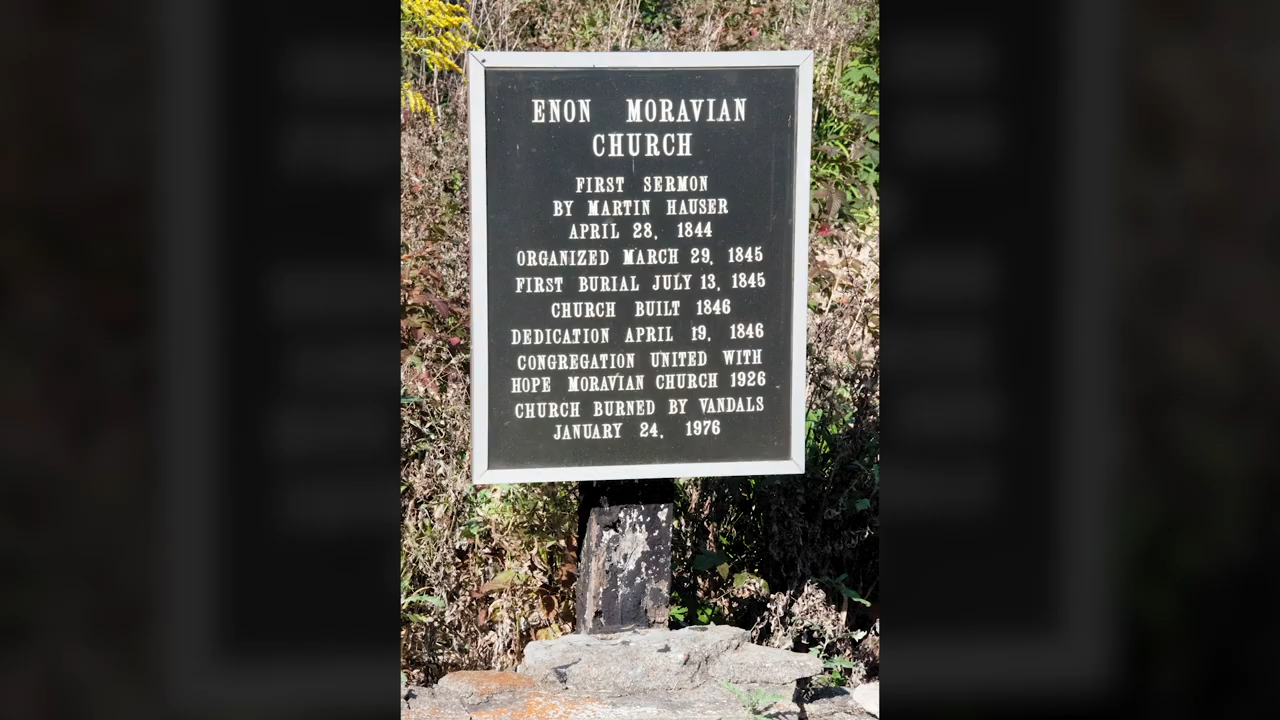 ENON MORAVIAN
CHURCH
FIRST SERMON
BY MARTIN HAUSER
APRIL 28, 1844
ORGANIZED MARCH 29, 1845
FIRST BURIAL JULY 13, 1845
CHURCH BUILT 1846
DEDICATION APRIL 19, 1846
CONGREGATION UNITED WITH
HOPE MORAVIAN CHURCH 1926
CHURCH BURNED BY VANDALS
JANUARY 24, 1976